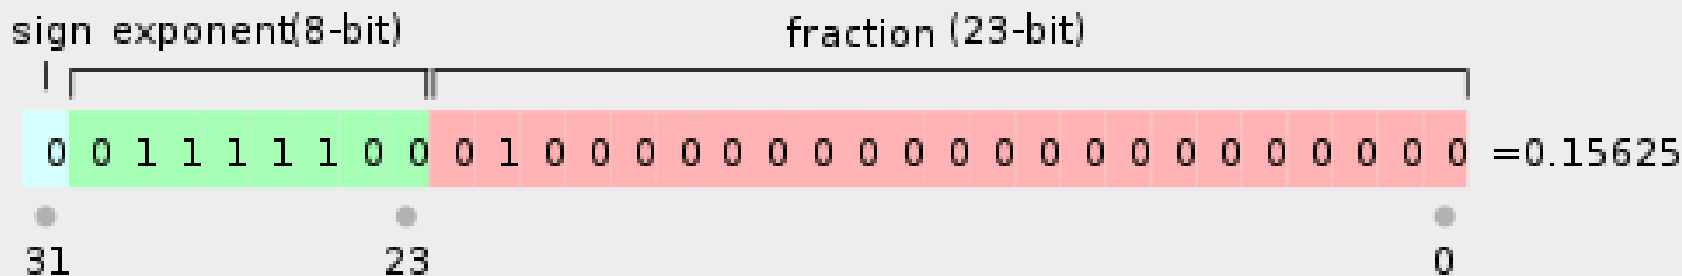 sign exponent(8-bit) fraction (23-bit)
0 0 1 1 1 1 1 0 0 0 1 0 0 0 0 0 0 0 0 0 0 0 0 0 0 0 0 0 0 0 0 0 =0.15625
31 23 0